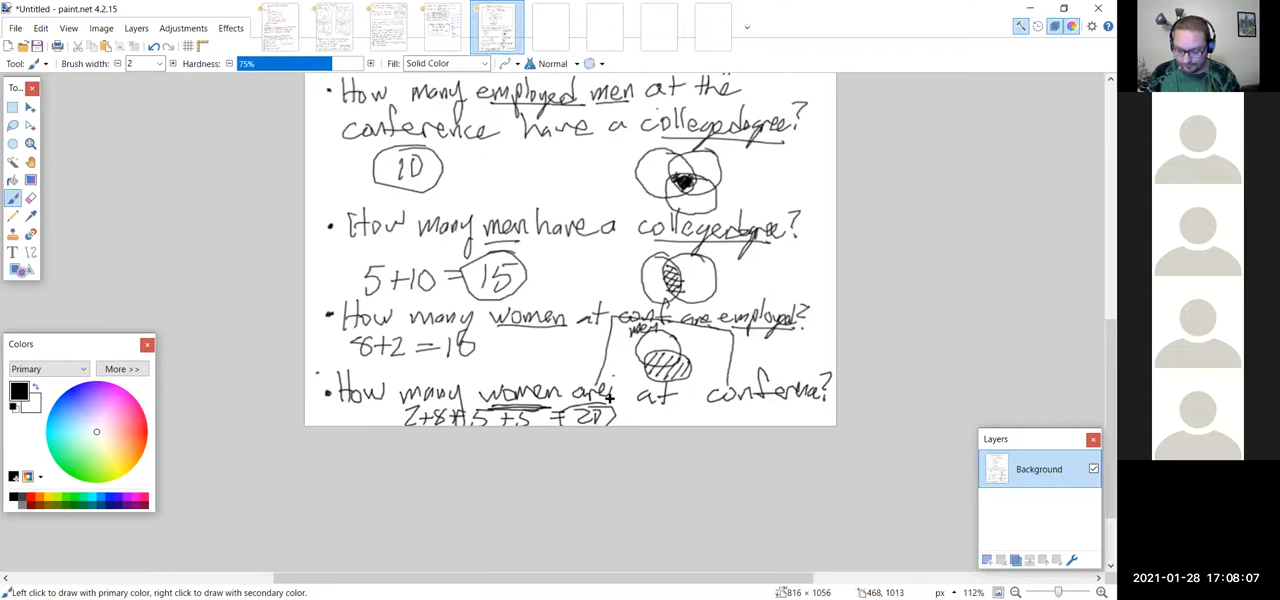 *Untitled - paint.net 4.2.15
File Edit View Image Layers Adjustments Effects
Tool: Brush width: 2 Hardness: 75% Fill: Solid Color Normal
To...
• How many employed men at the
conference have a college degree?
10
• How many men have a college degree?
5+10 = 15
• How many women at conf are employed?
men
8+2 = 18
• How many women are at
2+8+ 5 +5 = 20
Colors
Primary More >>
Layers
Background
2021-01-28 17:08:07
Left click to draw with primary color, right click to draw with secondary color.
816 × 1056 468, 1013 px 112%